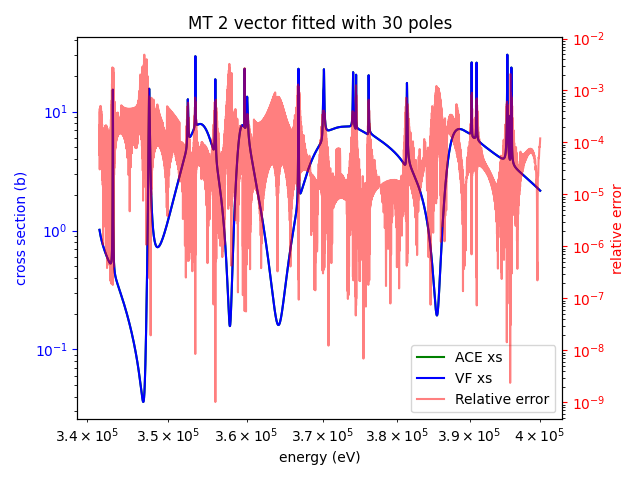 MT 2 vector fitted with 30 poles
cross section (b)
10¹
10⁰
10⁻¹
10⁻²
10⁻³
10⁻⁴
10⁻⁵
10⁻⁶
10⁻⁷
10⁻⁸
10⁻⁹
relative error
ACE xs
VF xs
Relative error
3.4 × 10⁵ 3.5 × 10⁵ 3.6 × 10⁵ 3.7 × 10⁵ 3.8 × 10⁵ 3.9 × 10⁵ 4 × 10⁵
energy (eV)